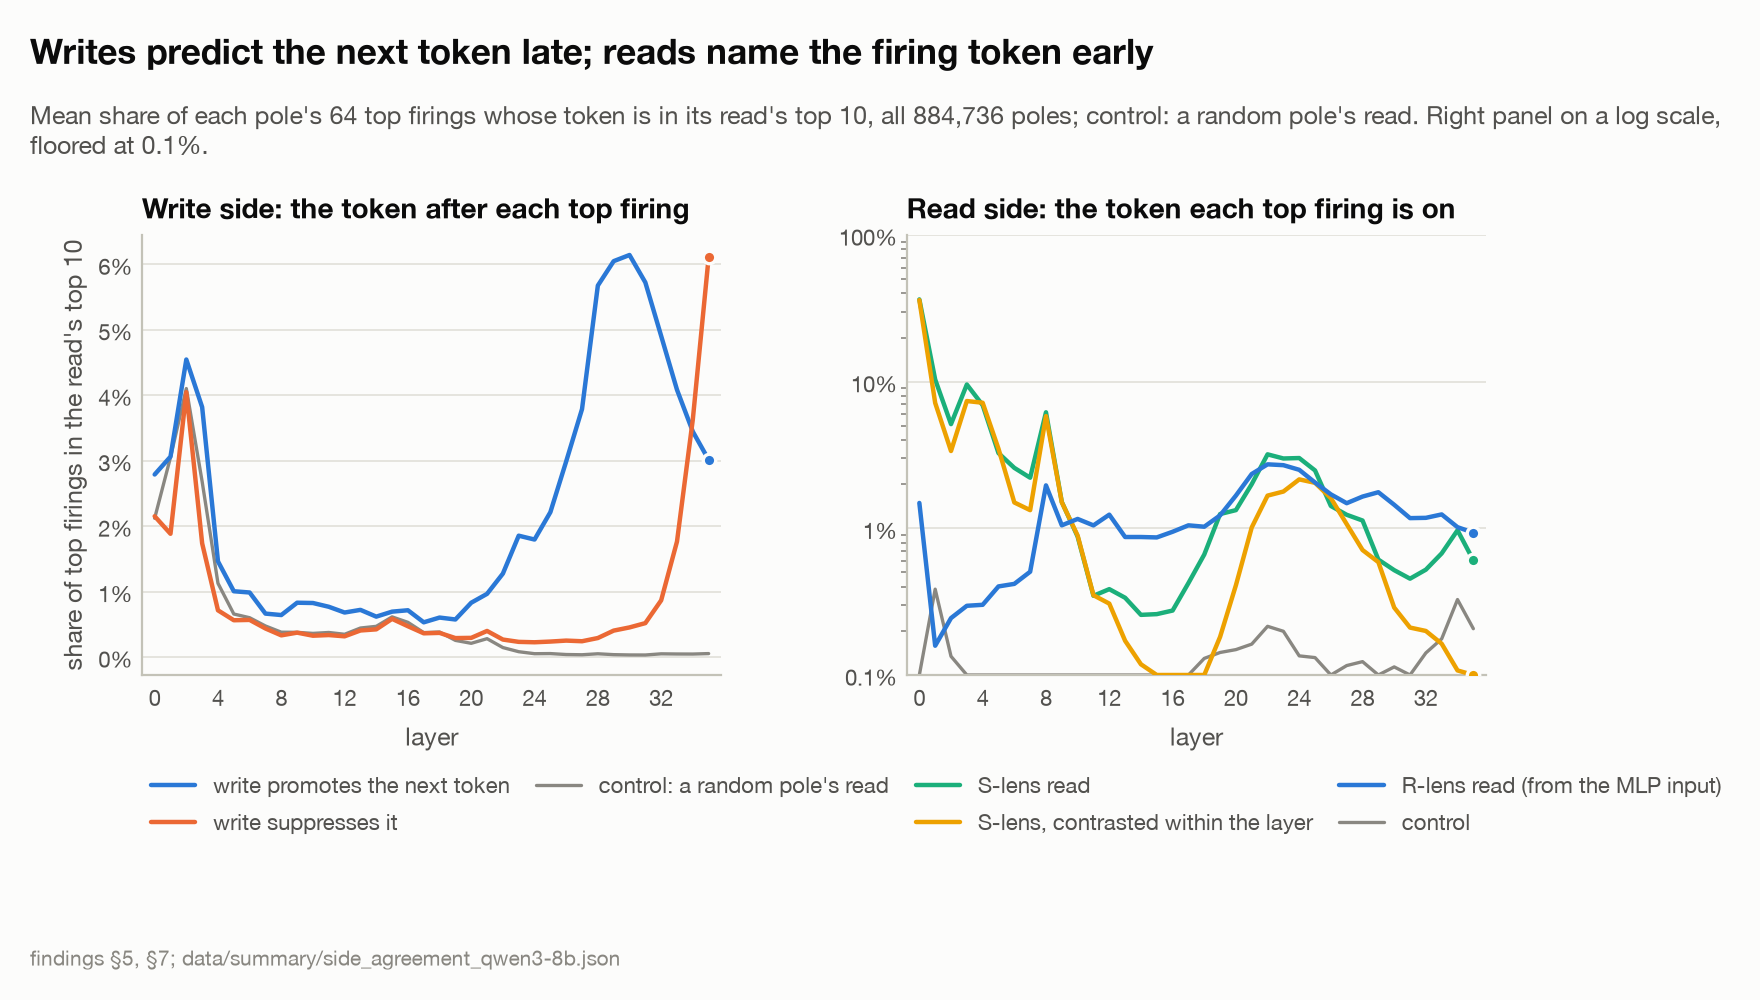 Writes predict the next token late; reads name the firing token early
Mean share of each pole's 64 top firings whose token is in its read's top 10, all 884,736 poles; control: a random pole's read. Right panel on a log scale,
floored at 0.1%.
Write side: the token after each top firing
share of top firings in the read's top 10
6%
5%
4%
3%
2%
1%
0%
0 4 8 12 16 20 24 28 32
layer
write promotes the next token
control: a random pole's read
write suppresses it
Read side: the token each top firing is on
100%
10%
1%
0.1%
0 4 8 12 16 20 24 28 32
layer
S-lens read
R-lens read (from the MLP input)
S-lens, contrasted within the layer
control
findings §5, §7; data/summary/side_agreement_qwen3-8b.json